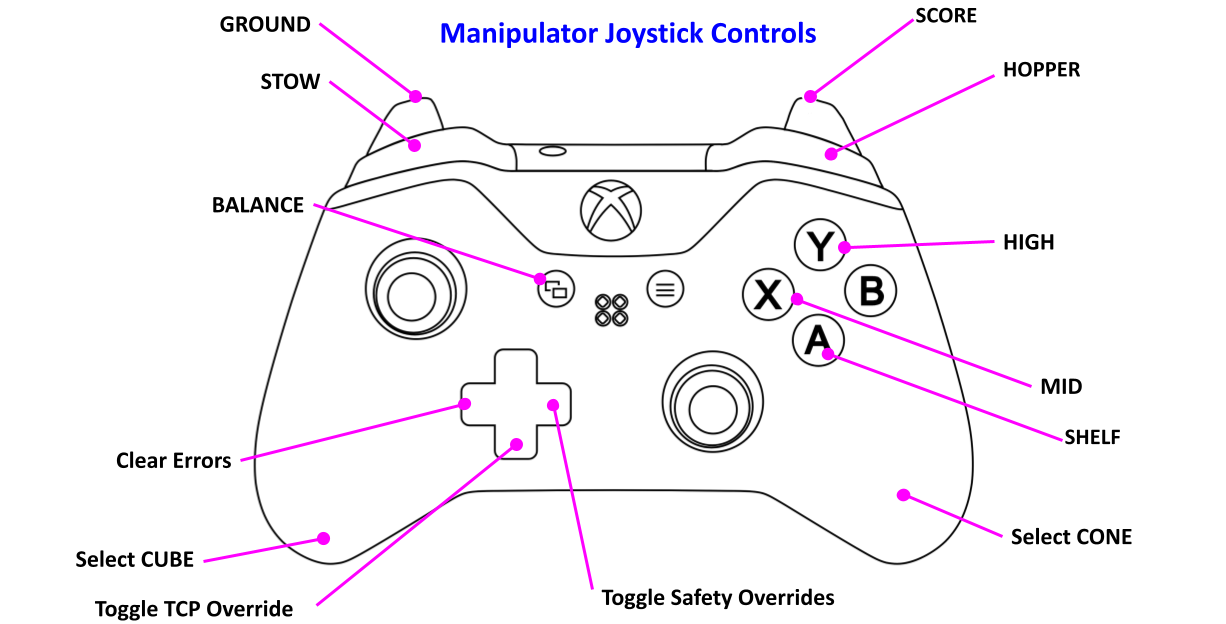 Manipulator Joystick Controls
GROUND
SCORE
STOW
HOPPER
BALANCE
HIGH
Y
X
B
A
MID
SHELF
Clear Errors
Select CONE
Select CUBE
Toggle TCP Override
Toggle Safety Overrides